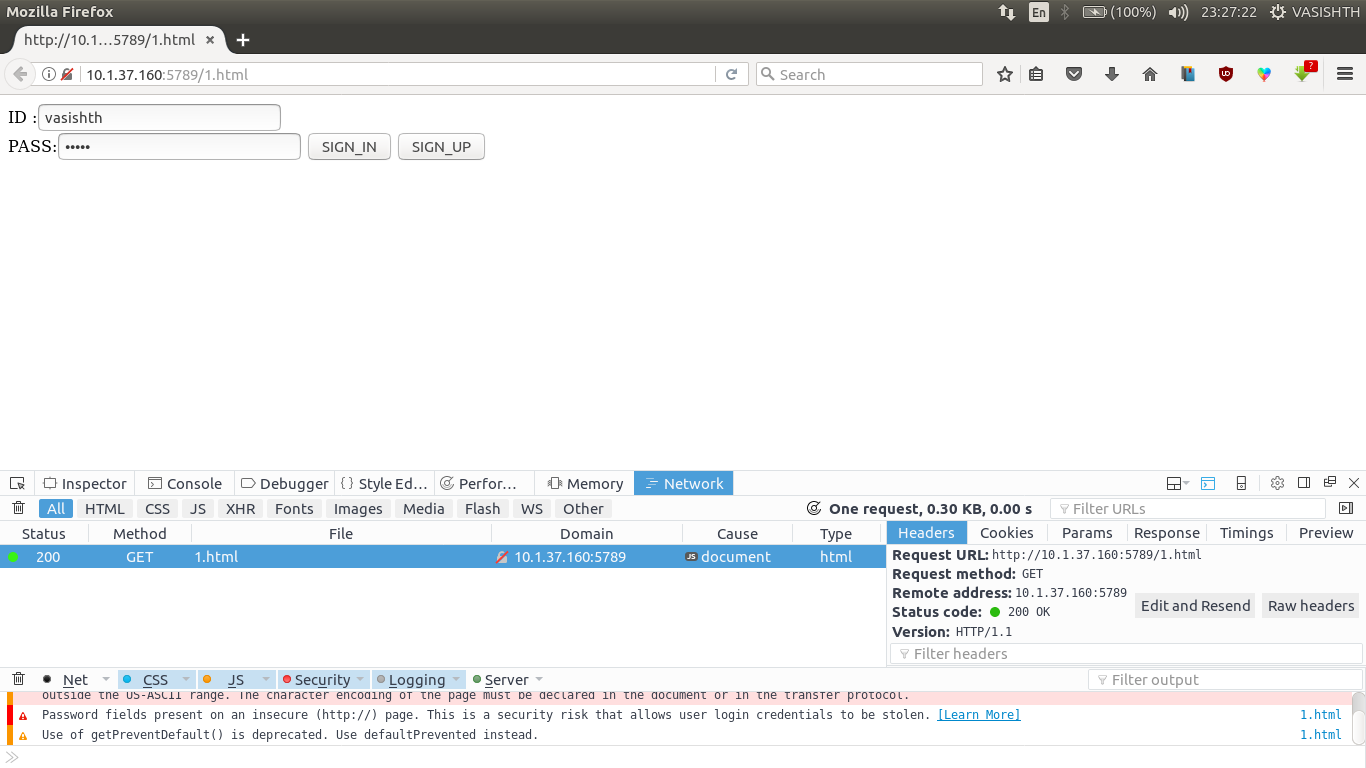 Mozilla Firefox En (100%) 23:27:22 VASISHTH
http://10.1…5789/1.html × +
10.1.37.160:5789/1.html Search
ID : vasishth
PASS: ••••• SIGN_IN SIGN_UP
Inspector Console Debugger { } Style Ed… Perfor… Memory Network
All HTML CSS JS XHR Fonts Images Media Flash WS Other One request, 0.30 KB, 0.00 s Filter URLs
Status Method File Domain Cause Type Headers Cookies Params Response Timings Preview
200 GET 1.html 10.1.37.160:5789 JS document html Request URL: http://10.1.37.160:5789/1.html
Request method: GET
Remote address: 10.1.37.160:5789
Status code: 200 OK Edit and Resend Raw headers
Version: HTTP/1.1
Filter headers
Net CSS JS Security Logging Server Filter output
outside the US-ASCII range. The character encoding of the page must be declared in the document or in the transfer protocol.
Password fields present on an insecure (http://) page. This is a security risk that allows user login credentials to be stolen. [Learn More] 1.html
Use of getPreventDefault() is deprecated. Use defaultPrevented instead. 1.html